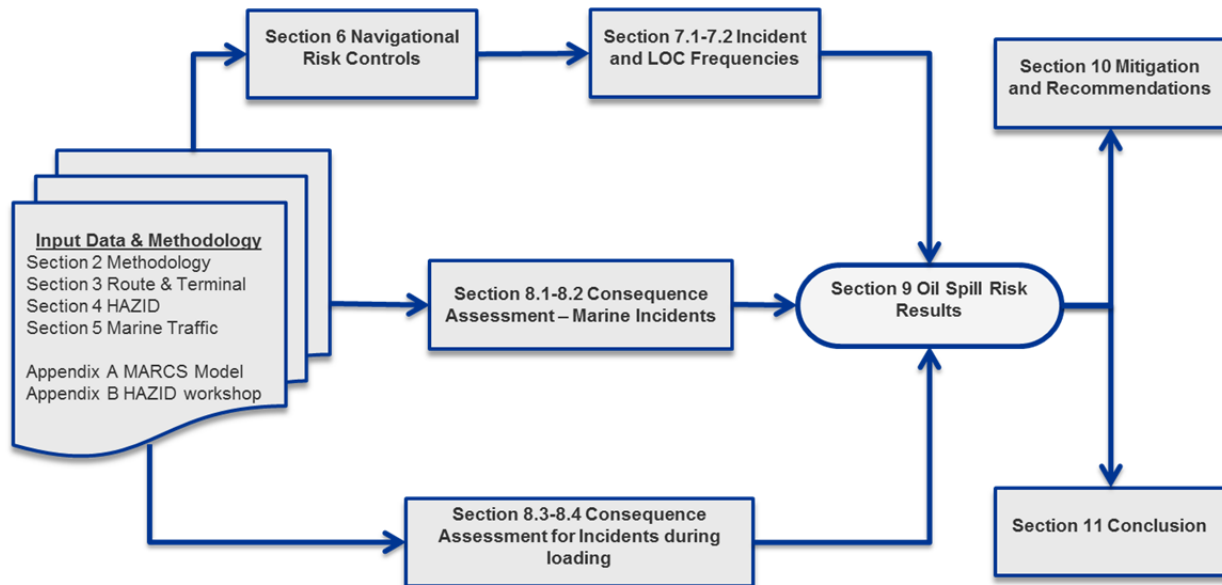 Section 6 Navigational
Risk Controls
Section 7.1-7.2 Incident
and LOC Frequencies
Section 10 Mitigation
and Recommendations
Input Data & Methodology
Section 2 Methodology
Section 3 Route & Terminal
Section 4 HAZID
Section 5 Marine Traffic
Appendix A MARCS Model
Appendix B HAZID workshop
Section 8.1-8.2 Consequence
Assessment – Marine Incidents
Section 9 Oil Spill Risk
Results
Section 8.3-8.4 Consequence
Assessment for Incidents during
loading
Section 11 Conclusion